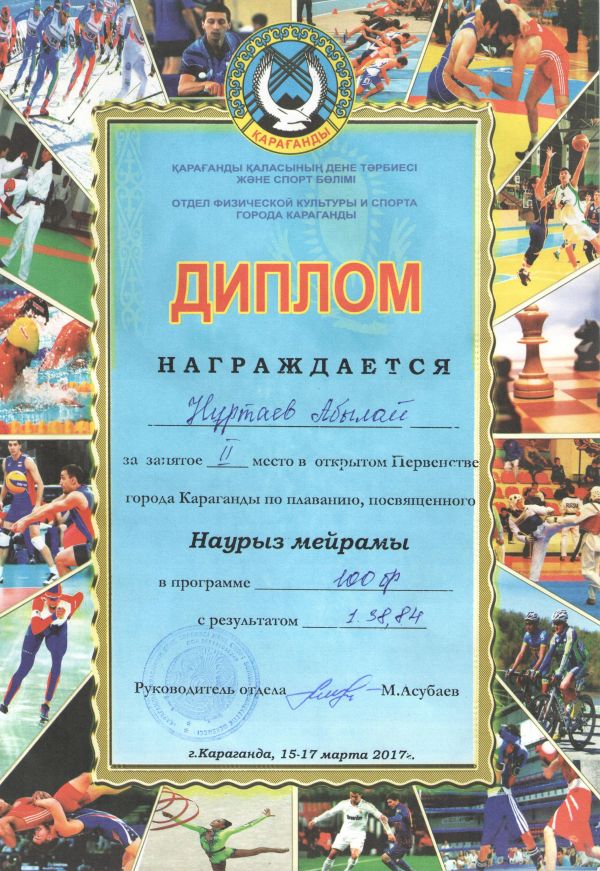 ҚАРАҒАНДЫ
ҚАРАҒАНДЫ ҚАЛАСЫНЫҢ ДЕНЕ ТӘРБИЕСІ
ЖӘНЕ СПОРТ БӨЛІМІ
ОТДЕЛ ФИЗИЧЕСКОЙ КУЛЬТУРЫ И СПОРТА
ГОРОДА КАРАГАНДЫ
ДИПЛОМ
НАГРАЖДАЕТСЯ
Нуртаев Абылай
за занятое II место в открытом Первенстве
города Караганды по плаванию, посвященного
Наурыз мейрамы
в программе 100 бр
с результатом 1.38,84
Руководитель отдела М.Асубаев
г.Караганда, 15-17 марта 2017г.